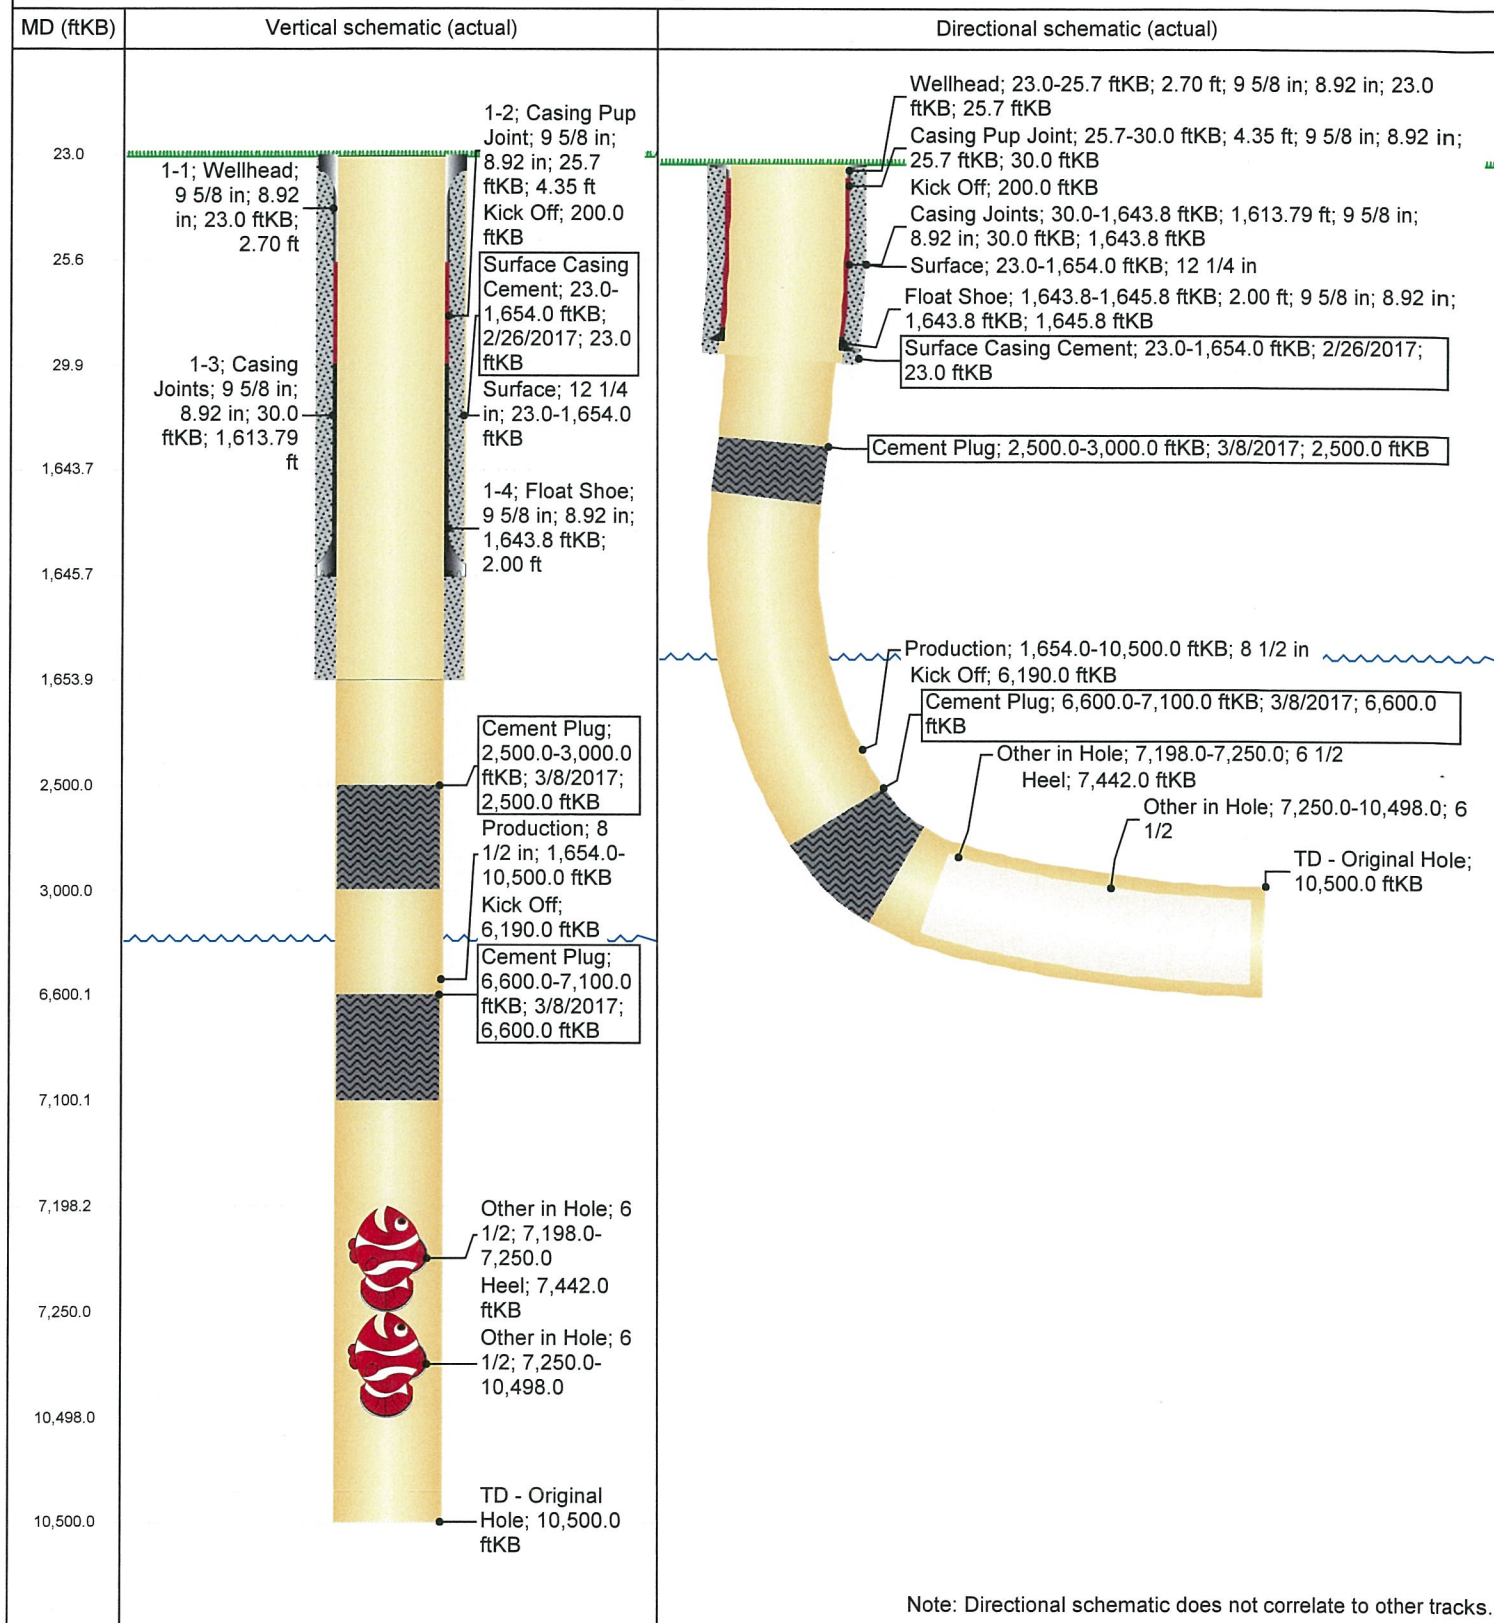 MD (ftKB)
Vertical schematic (actual)
Directional schematic (actual)
23.0
25.6
29.9
1,643.7
1,645.7
1,653.9
2,500.0
3,000.0
6,600.1
7,100.1
7,198.2
7,250.0
10,498.0
10,500.0
1-1; Wellhead;
9 5/8 in; 8.92
in; 23.0 ftKB;
2.70 ft
1-3; Casing
Joints; 9 5/8 in;
8.92 in; 30.0
ftKB; 1,613.79
ft
1-2; Casing Pup
Joint; 9 5/8 in;
8.92 in; 25.7
ftKB; 4.35 ft
Kick Off; 200.0
ftKB
Surface Casing
Cement; 23.0-
1,654.0 ftKB;
2/26/2017; 23.0
ftKB
Surface; 12 1/4
in; 23.0-1,654.0
ftKB
1-4; Float Shoe;
9 5/8 in; 8.92 in;
1,643.8 ftKB;
2.00 ft
Cement Plug;
2,500.0-3,000.0
ftKB; 3/8/2017;
2,500.0 ftKB
Production; 8
1/2 in; 1,654.0-
10,500.0 ftKB
Kick Off;
6,190.0 ftKB
Cement Plug;
6,600.0-7,100.0
ftKB; 3/8/2017;
6,600.0 ftKB
Other in Hole; 6
1/2; 7,198.0-
7,250.0
Heel; 7,442.0
ftKB
Other in Hole; 6
1/2; 7,250.0-
10,498.0
TD - Original
Hole; 10,500.0
ftKB
Wellhead; 23.0-25.7 ftKB; 2.70 ft; 9 5/8 in; 8.92 in; 23.0
ftKB; 25.7 ftKB
Casing Pup Joint; 25.7-30.0 ftKB; 4.35 ft; 9 5/8 in; 8.92 in;
25.7 ftKB; 30.0 ftKB
Kick Off; 200.0 ftKB
Casing Joints; 30.0-1,643.8 ftKB; 1,613.79 ft; 9 5/8 in;
8.92 in; 30.0 ftKB; 1,643.8 ftKB
Surface; 23.0-1,654.0 ftKB; 12 1/4 in
Float Shoe; 1,643.8-1,645.8 ftKB; 2.00 ft; 9 5/8 in; 8.92 in;
1,643.8 ftKB; 1,645.8 ftKB
Surface Casing Cement; 23.0-1,654.0 ftKB; 2/26/2017;
23.0 ftKB
Cement Plug; 2,500.0-3,000.0 ftKB; 3/8/2017; 2,500.0 ftKB
Production; 1,654.0-10,500.0 ftKB; 8 1/2 in
Kick Off; 6,190.0 ftKB
Cement Plug; 6,600.0-7,100.0 ftKB; 3/8/2017; 6,600.0
ftKB
Other in Hole; 7,198.0-7,250.0; 6 1/2
Heel; 7,442.0 ftKB
Other in Hole; 7,250.0-10,498.0; 6
1/2
TD - Original Hole;
10,500.0 ftKB
Note: Directional schematic does not correlate to other tracks.